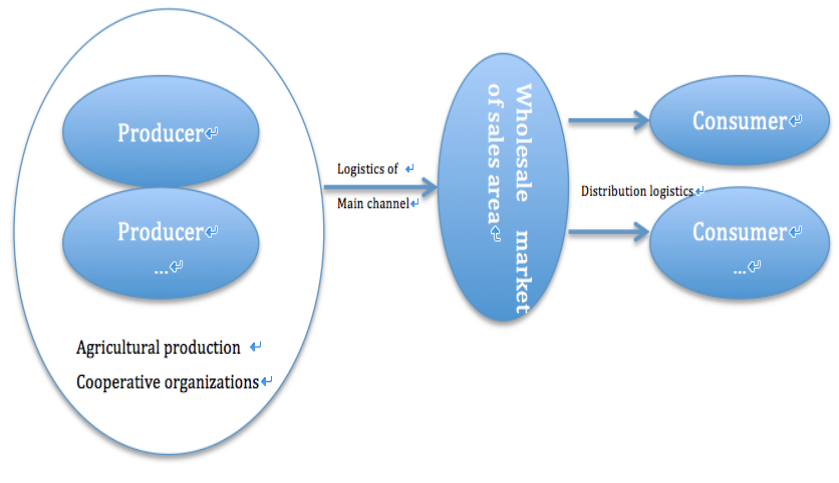 Producer
Producer
...
Agricultural production
Cooperative organizations
Logistics of
Main channel
Wholesale market
of sales area
Distribution logistics
Consumer
Consumer
...